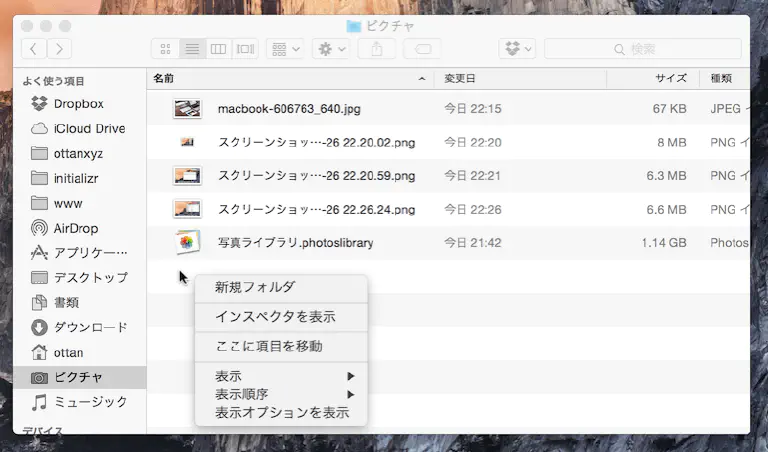 ピクチャ
検索
よく使う項目
Dropbox
iCloud Drive
ottanxyz
initializr
www
AirDrop
アプリケー…
デスクトップ
書類
ダウンロード
ottan
ピクチャ
ミュージック
デバイス
名前 変更日 サイズ 種類
macbook-606763_640.jpg 今日 22:15 67 KB JPEG イ
スクリーンショッ…-26 22.20.02.png 今日 22:20 8 MB PNG イ
スクリーンショッ…-26 22.20.59.png 今日 22:21 6.3 MB PNG イ
スクリーンショッ…-26 22.26.24.png 今日 22:26 6.6 MB PNG イ
写真ライブラリ.photoslibrary 今日 21:42 1.14 GB Photos
新規フォルダ
インスペクタを表示
ここに項目を移動
表示
表示順序
表示オプションを表示